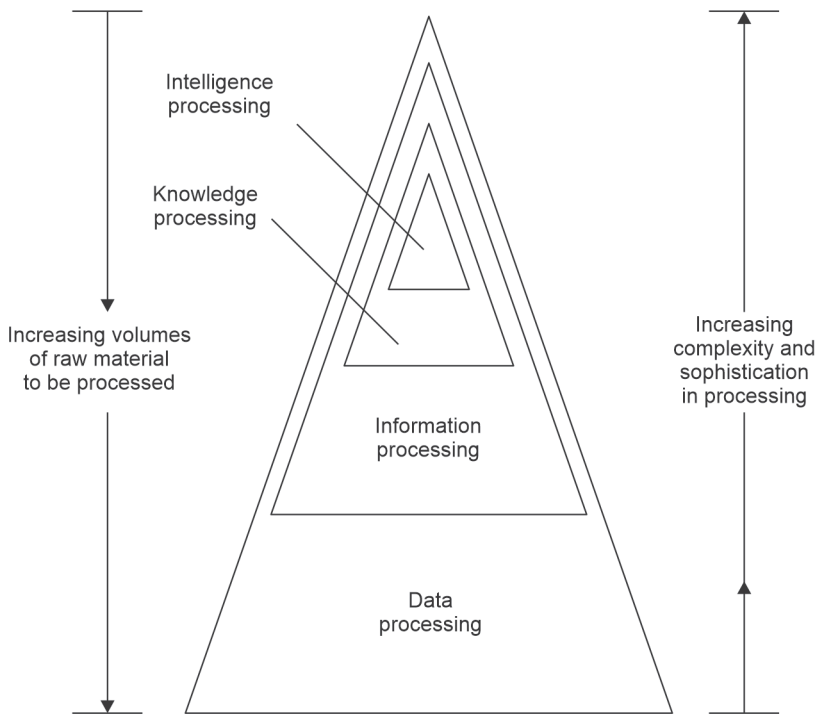 Intelligence
processing
Knowledge
processing
Increasing volumes
of raw material
to be processed
Increasing
complexity and
sophistication
in processing
Information
processing
Data
processing